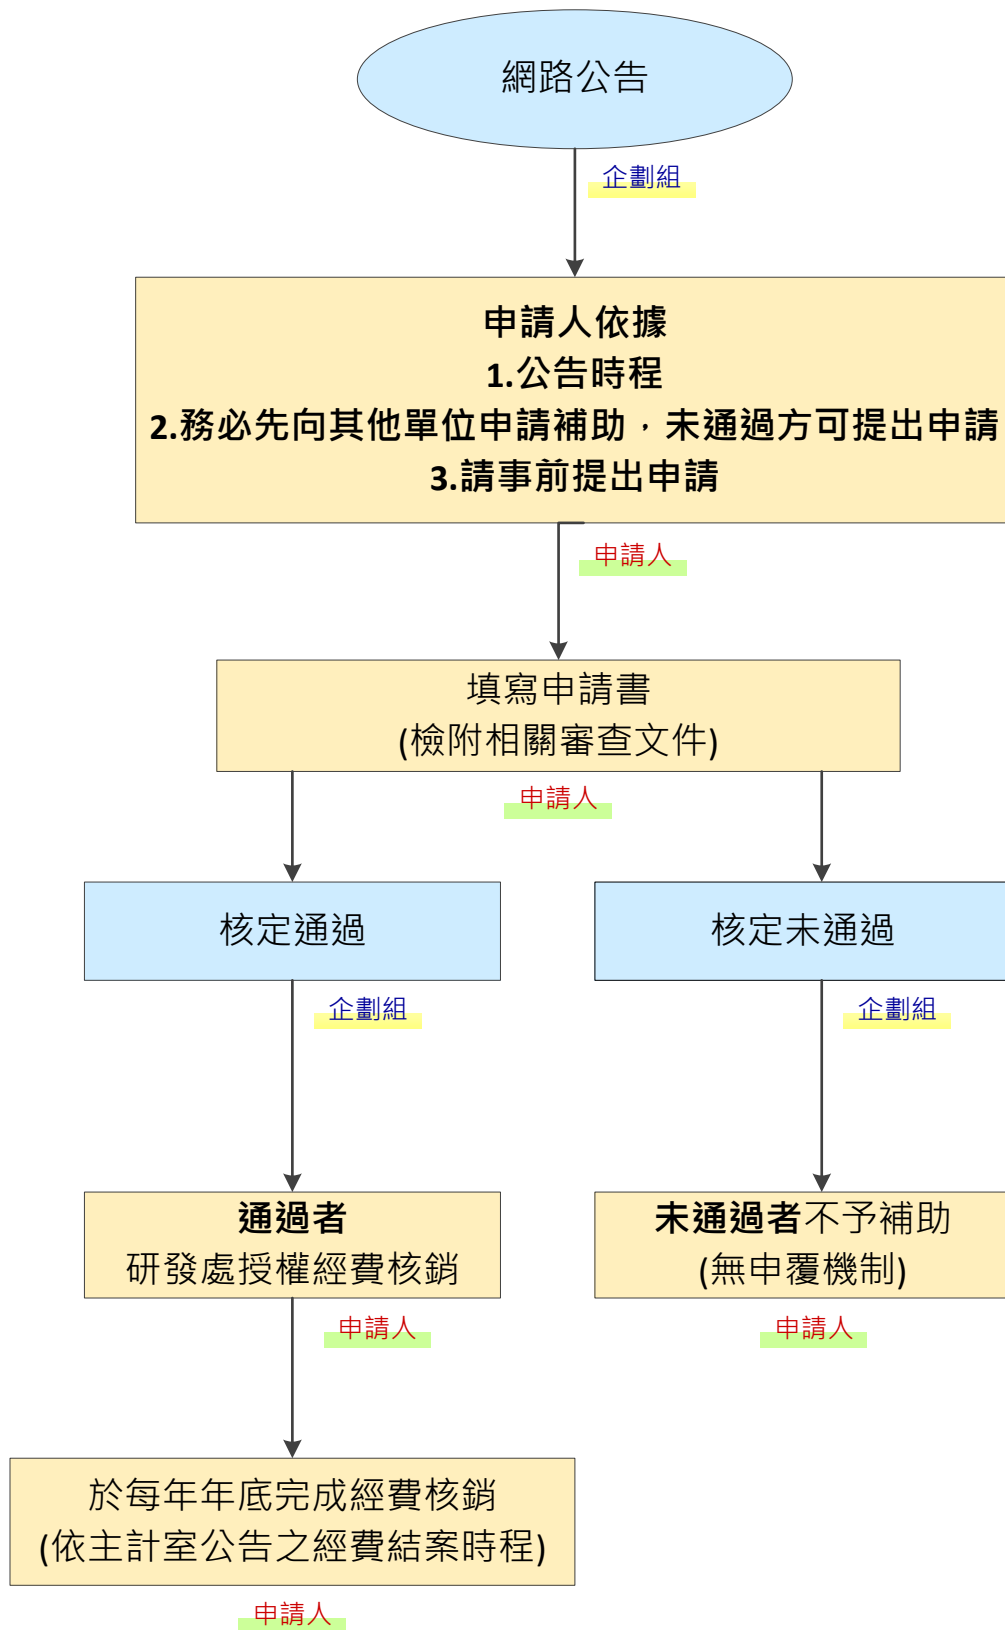 網路公告
企劃組
申請人依據
1.公告時程
2.務必先向其他單位申請補助，未通過方可提出申請
3.請事前提出申請
申請人
填寫申請書
(檢附相關審查文件)
申請人
核定通過
核定未通過
企劃組
企劃組
通過者
研發處授權經費核銷
未通過者不予補助
(無申覆機制)
申請人
申請人
於每年年底完成經費核銷
(依主計室公告之經費結案時程)
申請人